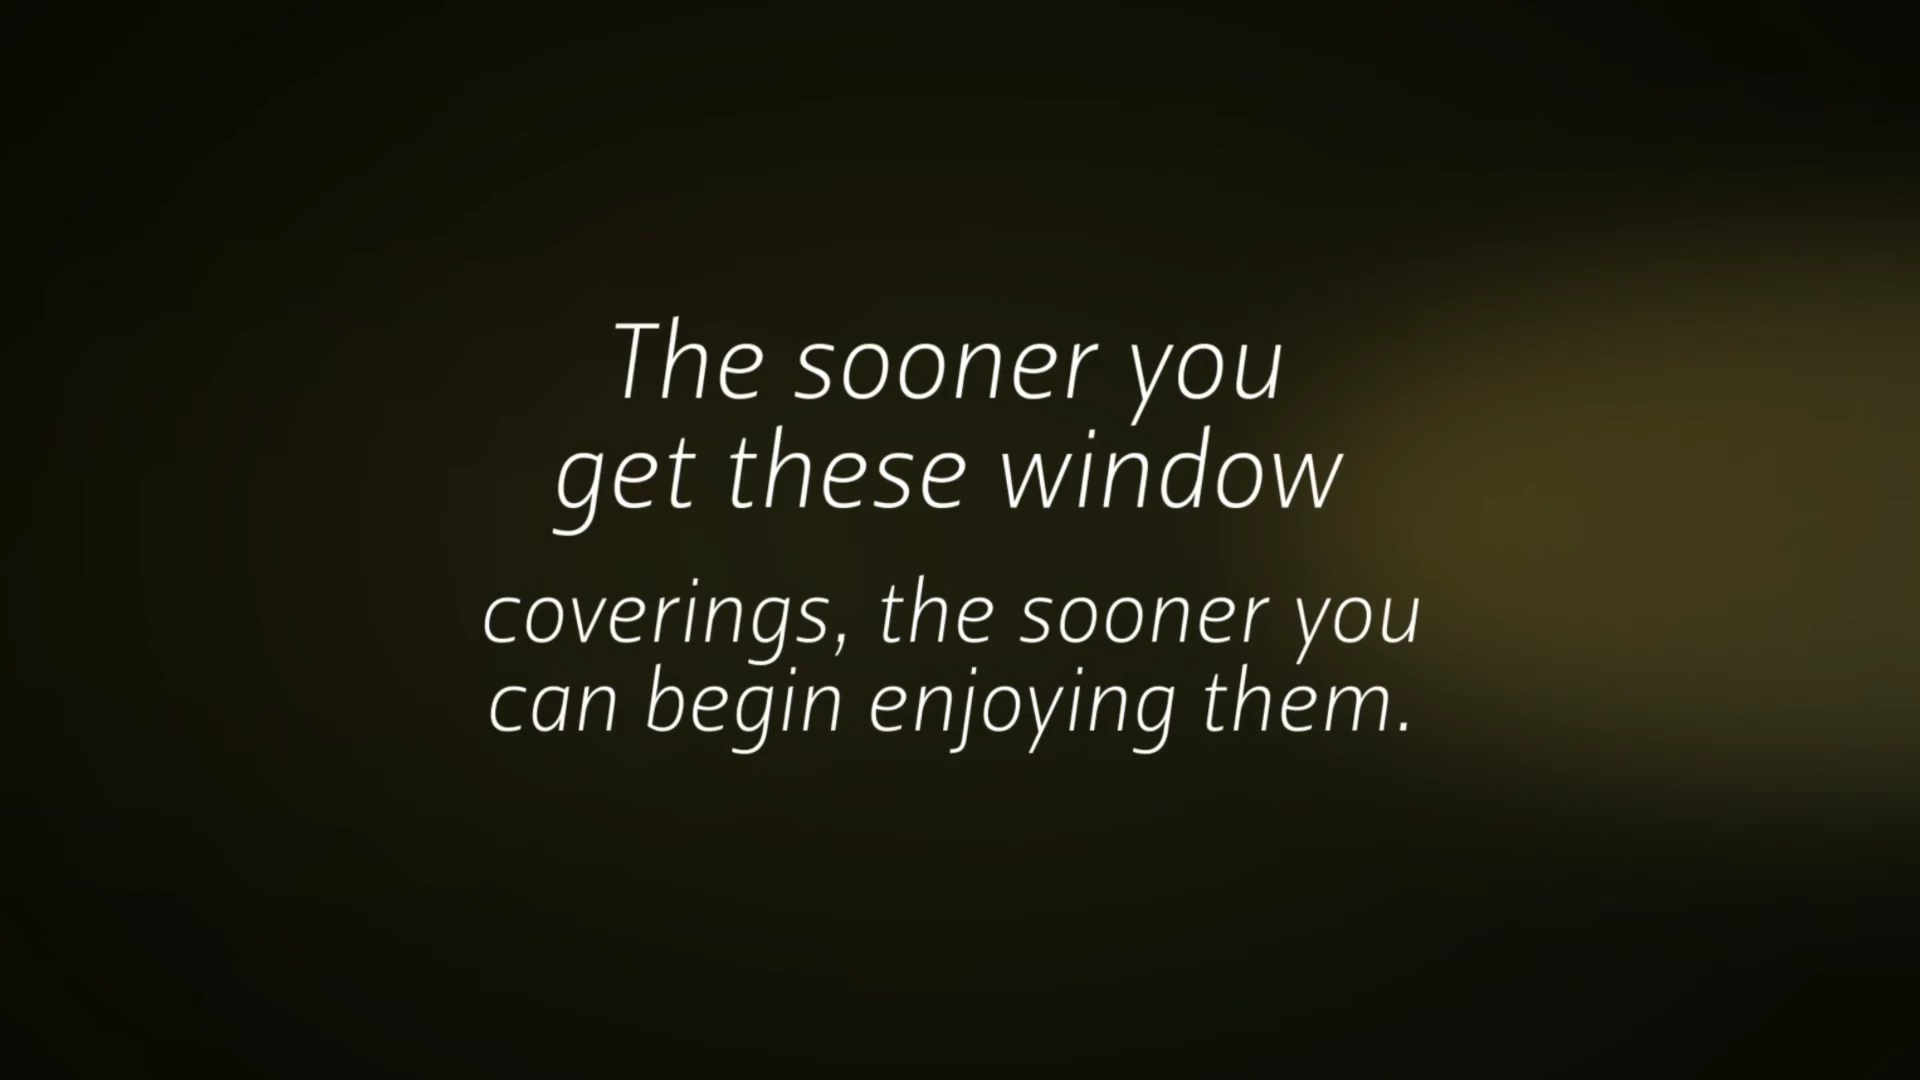 The sooner you
get these window
coverings, the sooner you
can begin enjoying them.